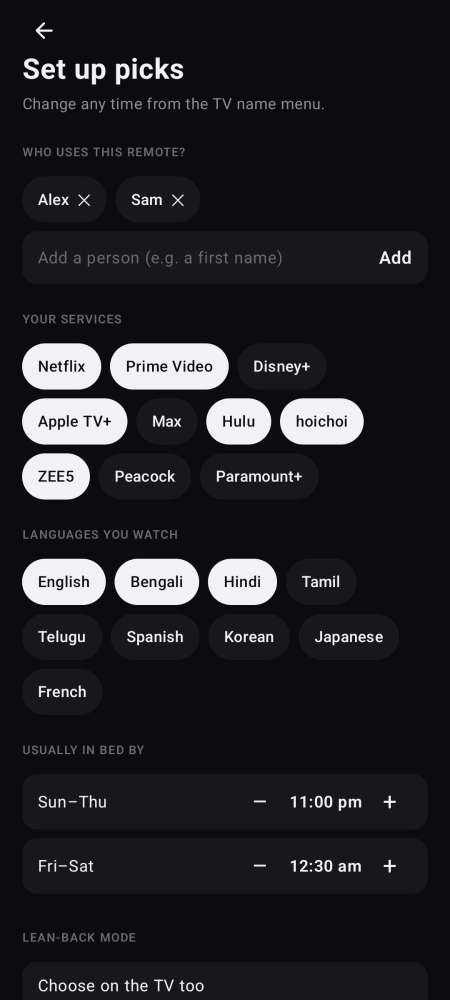 Set up picks
Change any time from the TV name menu.
WHO USES THIS REMOTE?
Alex Sam
Add a person (e.g. a first name) Add
YOUR SERVICES
Netflix Prime Video Disney+
Apple TV+ Max Hulu hoichoi
ZEE5 Peacock Paramount+
LANGUAGES YOU WATCH
English Bengali Hindi Tamil
Telugu Spanish Korean Japanese
French
USUALLY IN BED BY
Sun–Thu − 11:00 pm +
Fri–Sat − 12:30 am +
LEAN-BACK MODE
Choose on the TV too